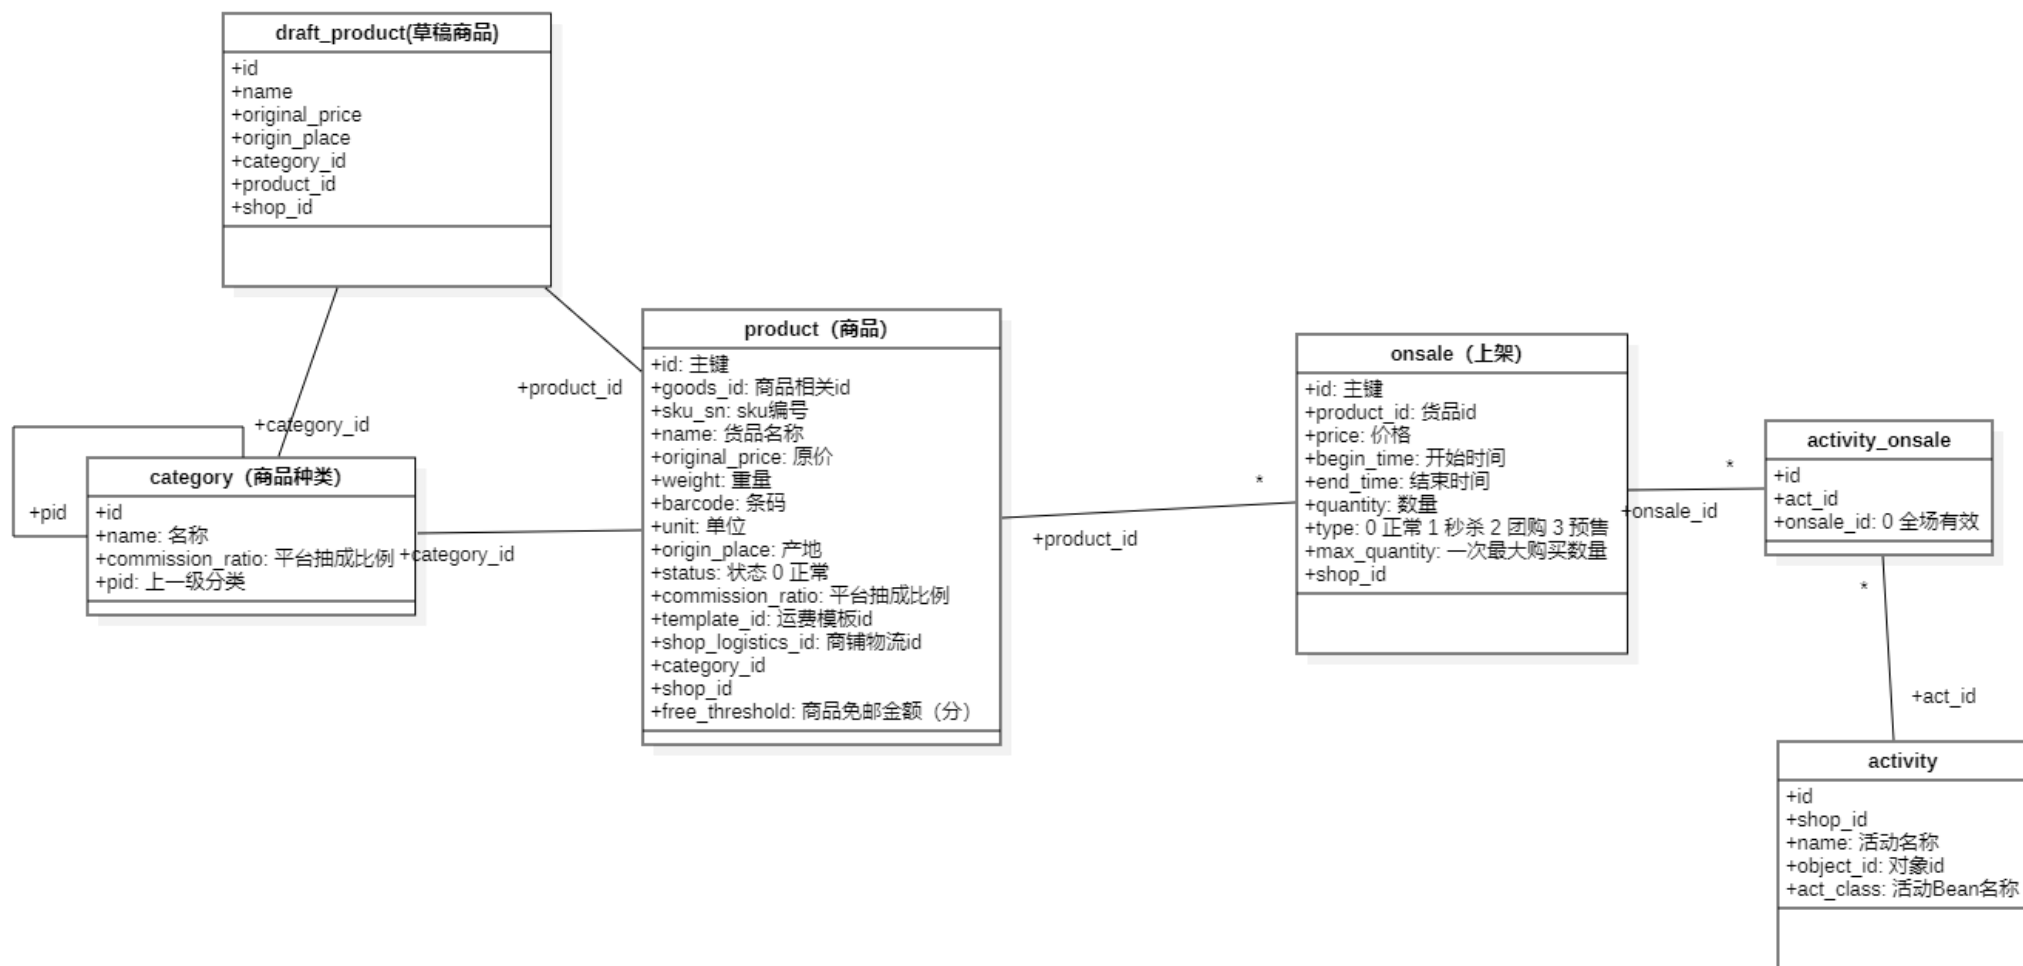 draft_product(草稿商品)
+id
+name
+original_price
+origin_place
+category_id
+product_id
+shop_id
+product_id
+category_id
+pid
category（商品种类）
+id
+name: 名称
+commission_ratio: 平台抽成比例
+pid: 上一级分类
+category_id
product（商品）
+id: 主键
+goods_id: 商品相关id
+sku_sn: sku编号
+name: 货品名称
+original_price: 原价
+weight: 重量
+barcode: 条码
+unit: 单位
+origin_place: 产地
+status: 状态 0 正常
+commission_ratio: 平台抽成比例
+template_id: 运费模板id
+shop_logistics_id: 商铺物流id
+category_id
+shop_id
+free_threshold: 商品免邮金额（分）
*
+product_id
onsale（上架）
+id: 主键
+product_id: 货品id
+price: 价格
+begin_time: 开始时间
+end_time: 结束时间
+quantity: 数量
+type: 0 正常 1 秒杀 2 团购 3 预售
+max_quantity: 一次最大购买数量
+shop_id
*
+onsale_id
activity_onsale
+id
+act_id
+onsale_id: 0 全场有效
*
+act_id
activity
+id
+shop_id
+name: 活动名称
+object_id: 对象id
+act_class: 活动Bean名称